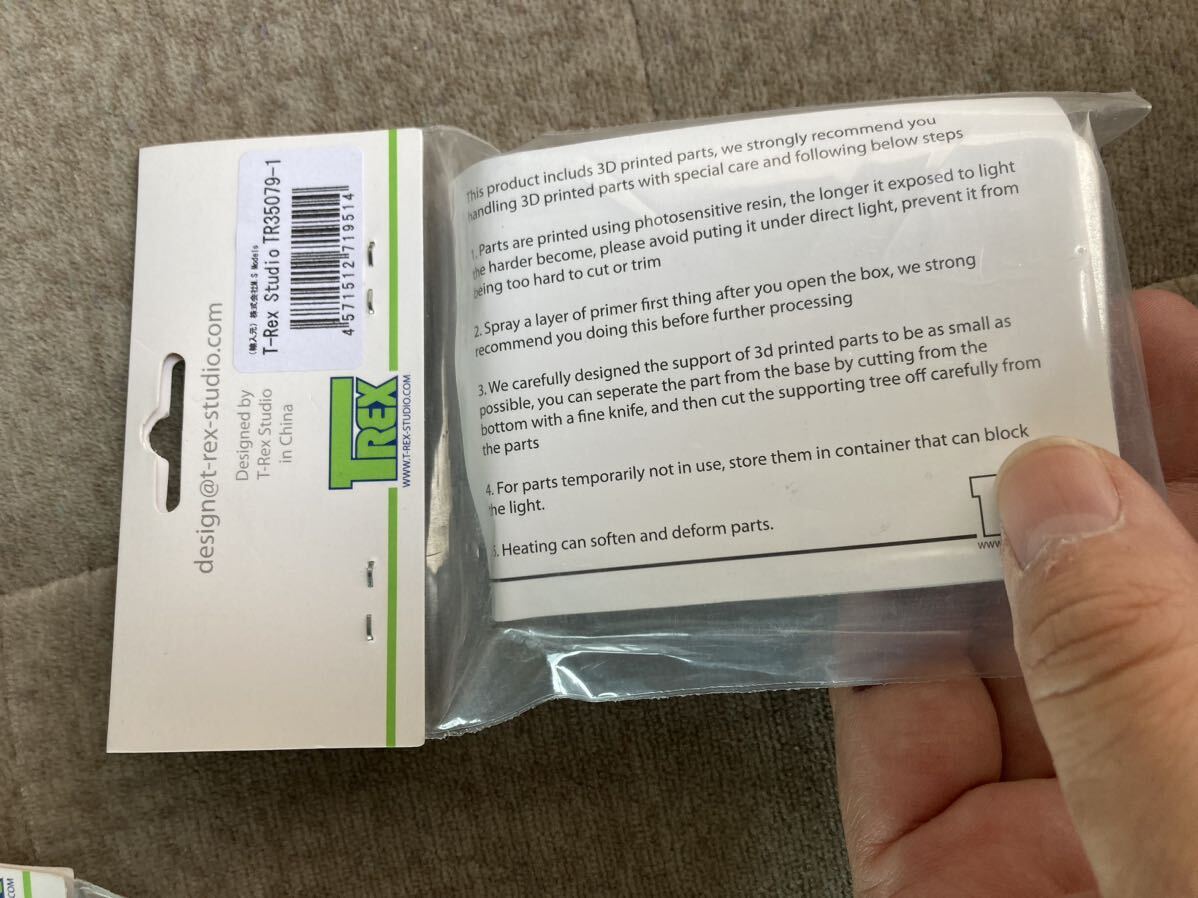 design@t-rex-studio.com
Designed by
T-Rex Studio
in China
(輸入元) 株式会社M.S Models
T-Rex Studio TR35079-1
4 571512 719514
T-REX
WWW.T-REX-STUDIO.COM
This product includs 3D printed parts, we strongly recommend you
handling 3D printed parts with special care and following below steps
1. Parts are printed using photosensitive resin, the longer it exposed to light
the harder become, please avoid puting it under direct light, prevent it from
being too hard to cut or trim
2. Spray a layer of primer first thing after you open the box, we strong
recommend you doing this before further processing
3. We carefully designed the support of 3d printed parts to be as small as
possible, you can seperate the part from the base by cutting from the
bottom with a fine knife, and then cut the supporting tree off carefully from
the parts
4. For parts temporarily not in use, store them in container that can block
the light.
5. Heating can soften and deform parts.
www
.COM